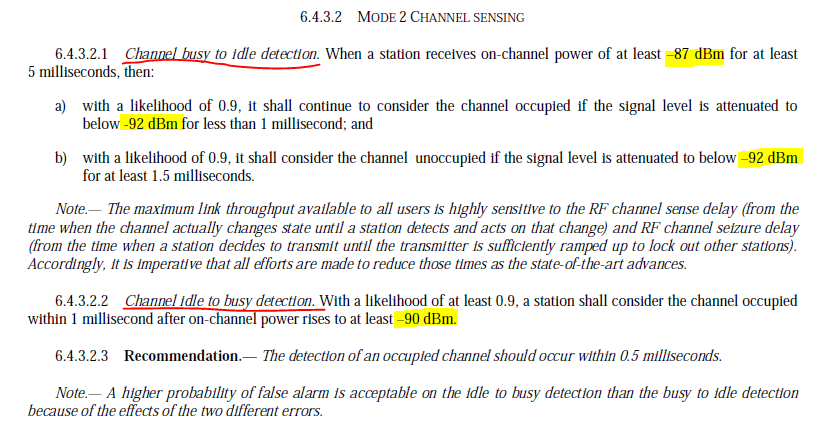 6.4.3.2 MODE 2 CHANNEL SENSING
6.4.3.2.1 Channel busy to idle detection. When a station receives on-channel power of at least –87 dBm for at least
5 milliseconds, then:
a) with a likelihood of 0.9, it shall continue to consider the channel occupied if the signal level is attenuated to
below -92 dBm for less than 1 millisecond; and
b) with a likelihood of 0.9, it shall consider the channel unoccupied if the signal level is attenuated to below –92 dBm
for at least 1.5 milliseconds.
Note.— The maximum link throughput available to all users is highly sensitive to the RF channel sense delay (from the
time when the channel actually changes state until a station detects and acts on that change) and RF channel seizure delay
(from the time when a station decides to transmit until the transmitter is sufficiently ramped up to lock out other stations).
Accordingly, it is imperative that all efforts are made to reduce those times as the state-of-the-art advances.
6.4.3.2.2 Channel idle to busy detection. With a likelihood of at least 0.9, a station shall consider the channel occupied
within 1 millisecond after on-channel power rises to at least –90 dBm.
6.4.3.2.3 Recommendation.— The detection of an occupied channel should occur within 0.5 milliseconds.
Note.— A higher probability of false alarm is acceptable on the idle to busy detection than the busy to idle detection
because of the effects of the two different errors.